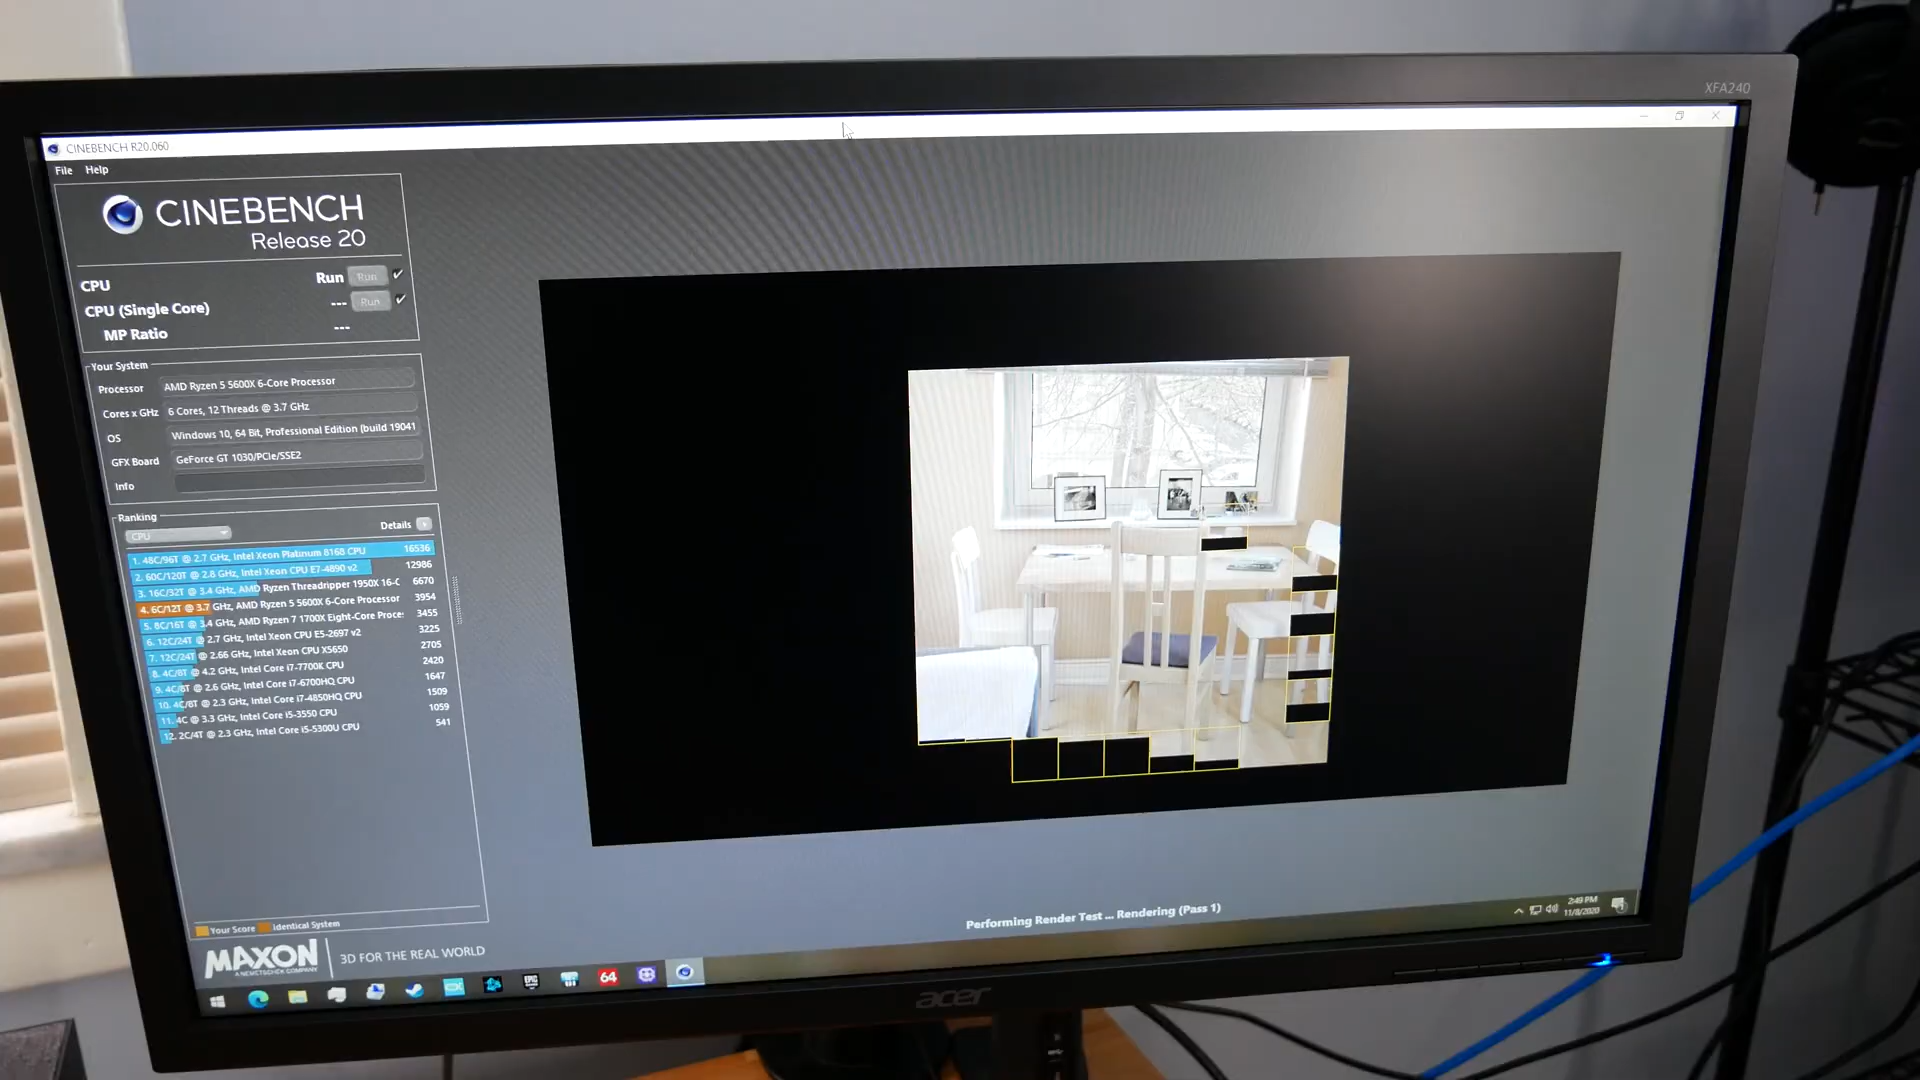 XFA240
CINEBENCH R20.060
File Help
CINEBENCH
Release 20
CPU Run Run
CPU (Single Core) --- Run
MP Ratio ---
Your System
Processor AMD Ryzen 5 5600X 6-Core Processor
Cores x GHz 6 Cores, 12 Threads @ 3.7 GHz
OS Windows 10, 64 Bit, Professional Edition (build 19041
GFX Board GeForce GT 1030/PCIe/SSE2
Info
Ranking
CPU Details
1. 48C/96T @ 2.7 GHz, Intel Xeon Platinum 8168 CPU 16536
2. 60C/120T @ 2.8 GHz, Intel Xeon CPU E7-4890 v2 12986
3. 16C/32T @ 3.4 GHz, AMD Ryzen Threadripper 1950X 16-C 6670
4. 6C/12T @ 3.7 GHz, AMD Ryzen 5 5600X 6-Core Processor 3954
5. 8C/16T @ 3.4 GHz, AMD Ryzen 7 1700X Eight-Core Proce: 3455
6. 12C/24T @ 2.7 GHz, Intel Xeon CPU E5-2697 v2 3225
7. 12C/24T @ 2.66 GHz, Intel Xeon CPU X5650 2705
8. 4C/8T @ 4.2 GHz, Intel Core i7-7700K CPU 2420
9. 4C/8T @ 2.6 GHz, Intel Core i7-6700HQ CPU 1647
10. 4C/8T @ 2.3 GHz, Intel Core i7-4850HQ CPU 1509
11. 4C @ 3.3 GHz, Intel Core i5-3550 CPU 1059
12. 2C/4T @ 2.3 GHz, Intel Core i5-5300U CPU 541
Your Score Identical System
MAXON
A NEMETSCHEK COMPANY
3D FOR THE REAL WORLD
Performing Render Test ... Rendering (Pass 1)
2:49 PM
11/8/2020
EPIC
64
acer